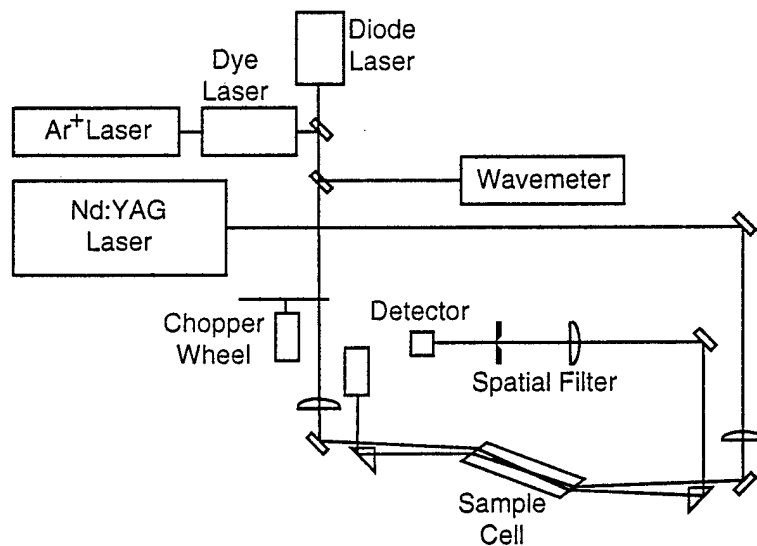 Diode
Laser
Dye
Laser
Ar+ Laser
Wavemeter
Nd:YAG
Laser
Chopper
Wheel
Detector
Spatial Filter
Sample
Cell